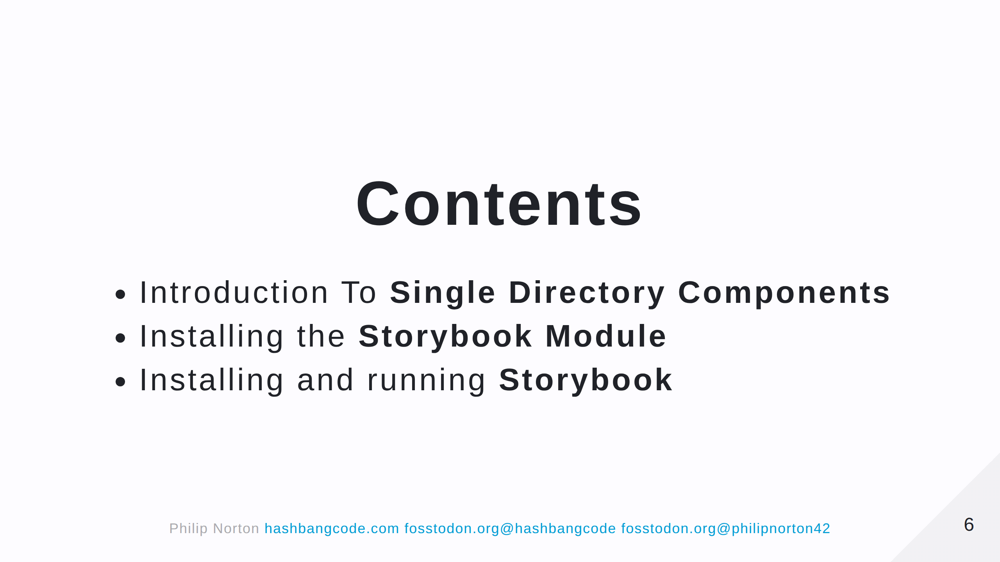 Contents
• Introduction To Single Directory Components
• Installing the Storybook Module
• Installing and running Storybook
Philip Norton hashbangcode.com fosstodon.org@hashbangcode fosstodon.org@philipnorton42
6